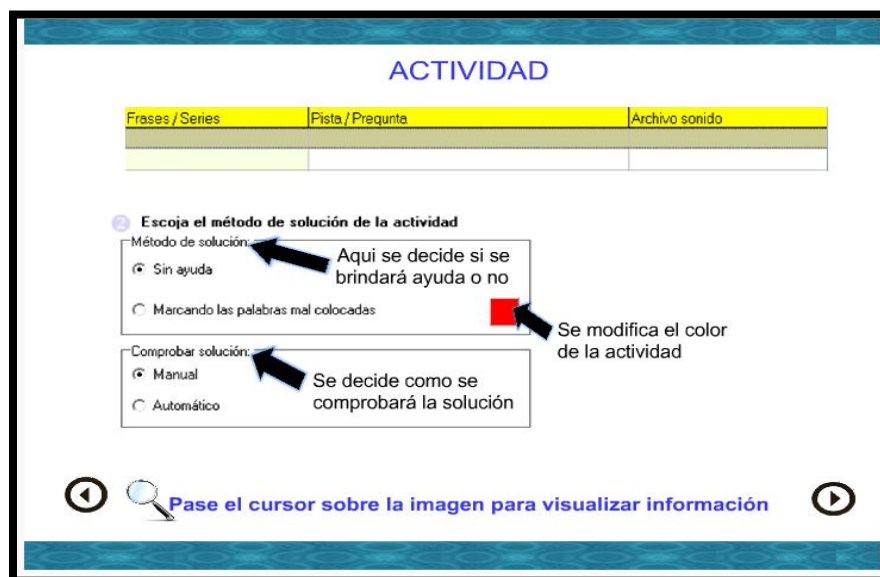 ACTIVIDAD
Frases / Series Pista / Pregunta Archivo sonido
2 Escoja el método de solución de la actividad
Método de solución:
Aqui se decide si se
brindará ayuda o no
Sin ayuda
Marcando las palabras mal colocadas
Se modifica el color
de la actividad
Comprobar solución:
Manual
Se decide como se
comprobará la solución
Automático
Pase el cursor sobre la imagen para visualizar información